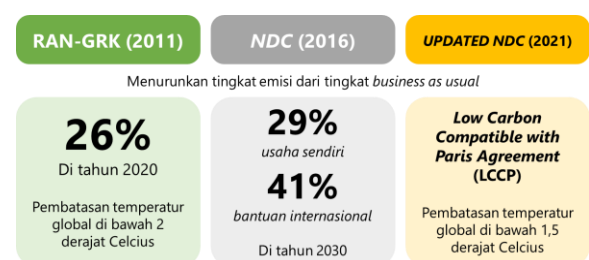 RAN-GRK (2011)
NDC (2016)
UPDATED NDC (2021)
Menurunkan tingkat emisi dari tingkat business as usual
26%
Di tahun 2020
Pembatasan temperatur
global di bawah 2
derajat Celcius
29%
usaha sendiri
41%
bantuan internasional
Di tahun 2030
Low Carbon
Compatible with
Paris Agreement
(LCCP)
Pembatasan temperatur
global di bawah 1,5
derajat Celcius